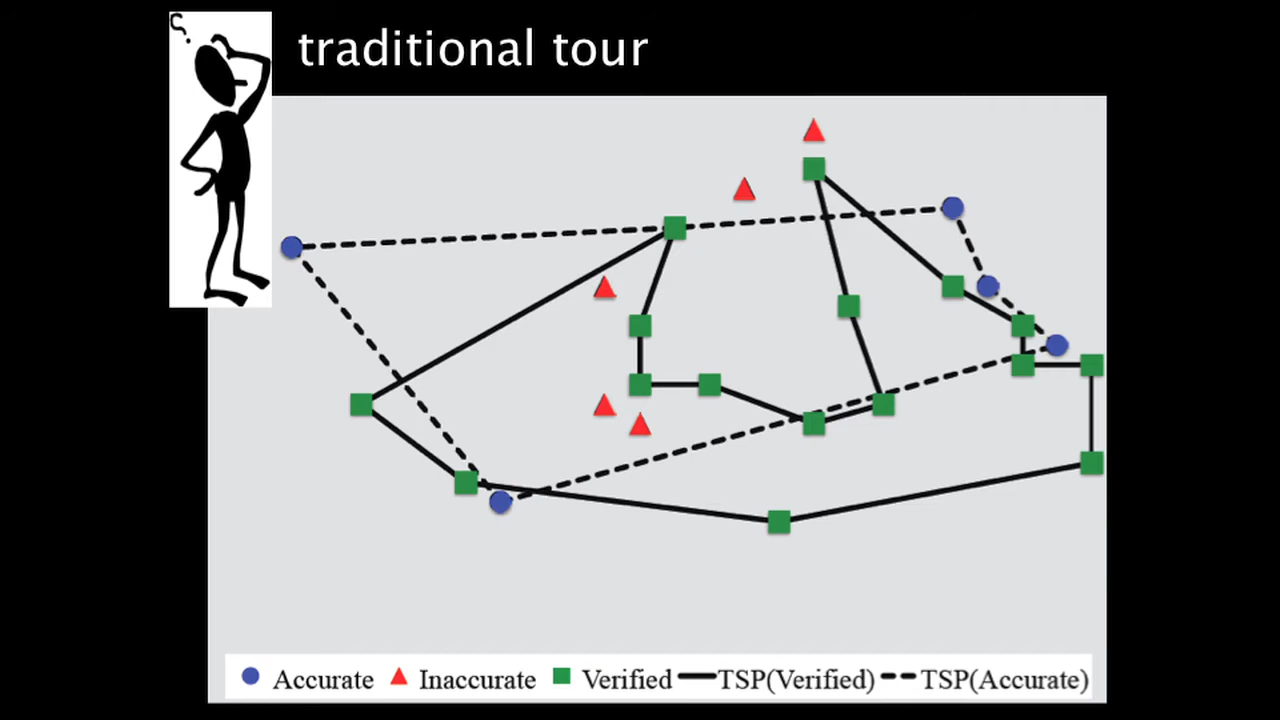 traditional tour
Accurate Inaccurate Verified TSP(Verified) TSP(Accurate)